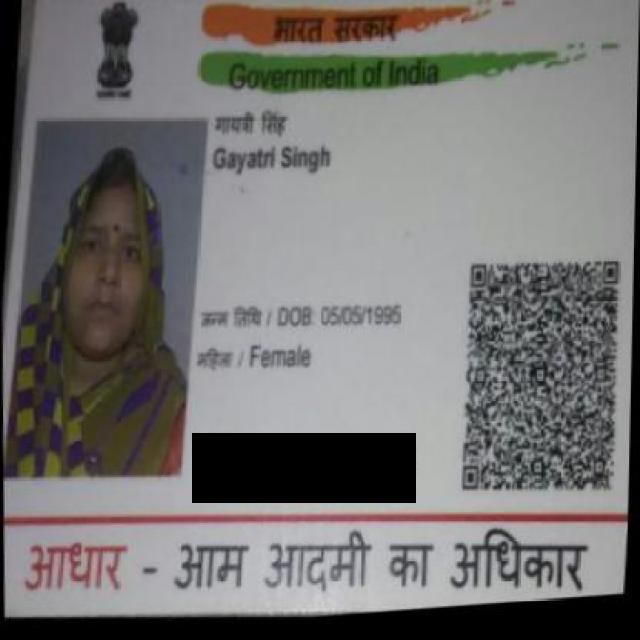 भारत सरकार
Government of India
गायत्री सिंह
Gayatri Singh
जन्म तिथि / DOB: 05/05/1995
महिला / Female
आधार - आम आदमी का अधिकार